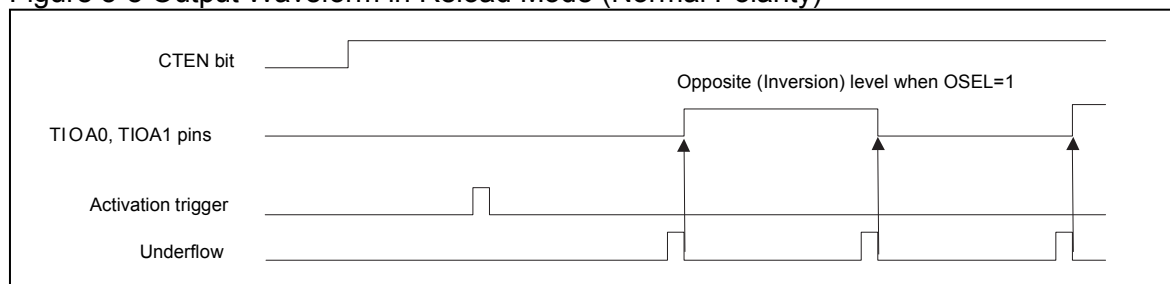 CTEN bit
Opposite (Inversion) level when OSEL=1
TIOA0, TIOA1 pins
Activation trigger
Underflow